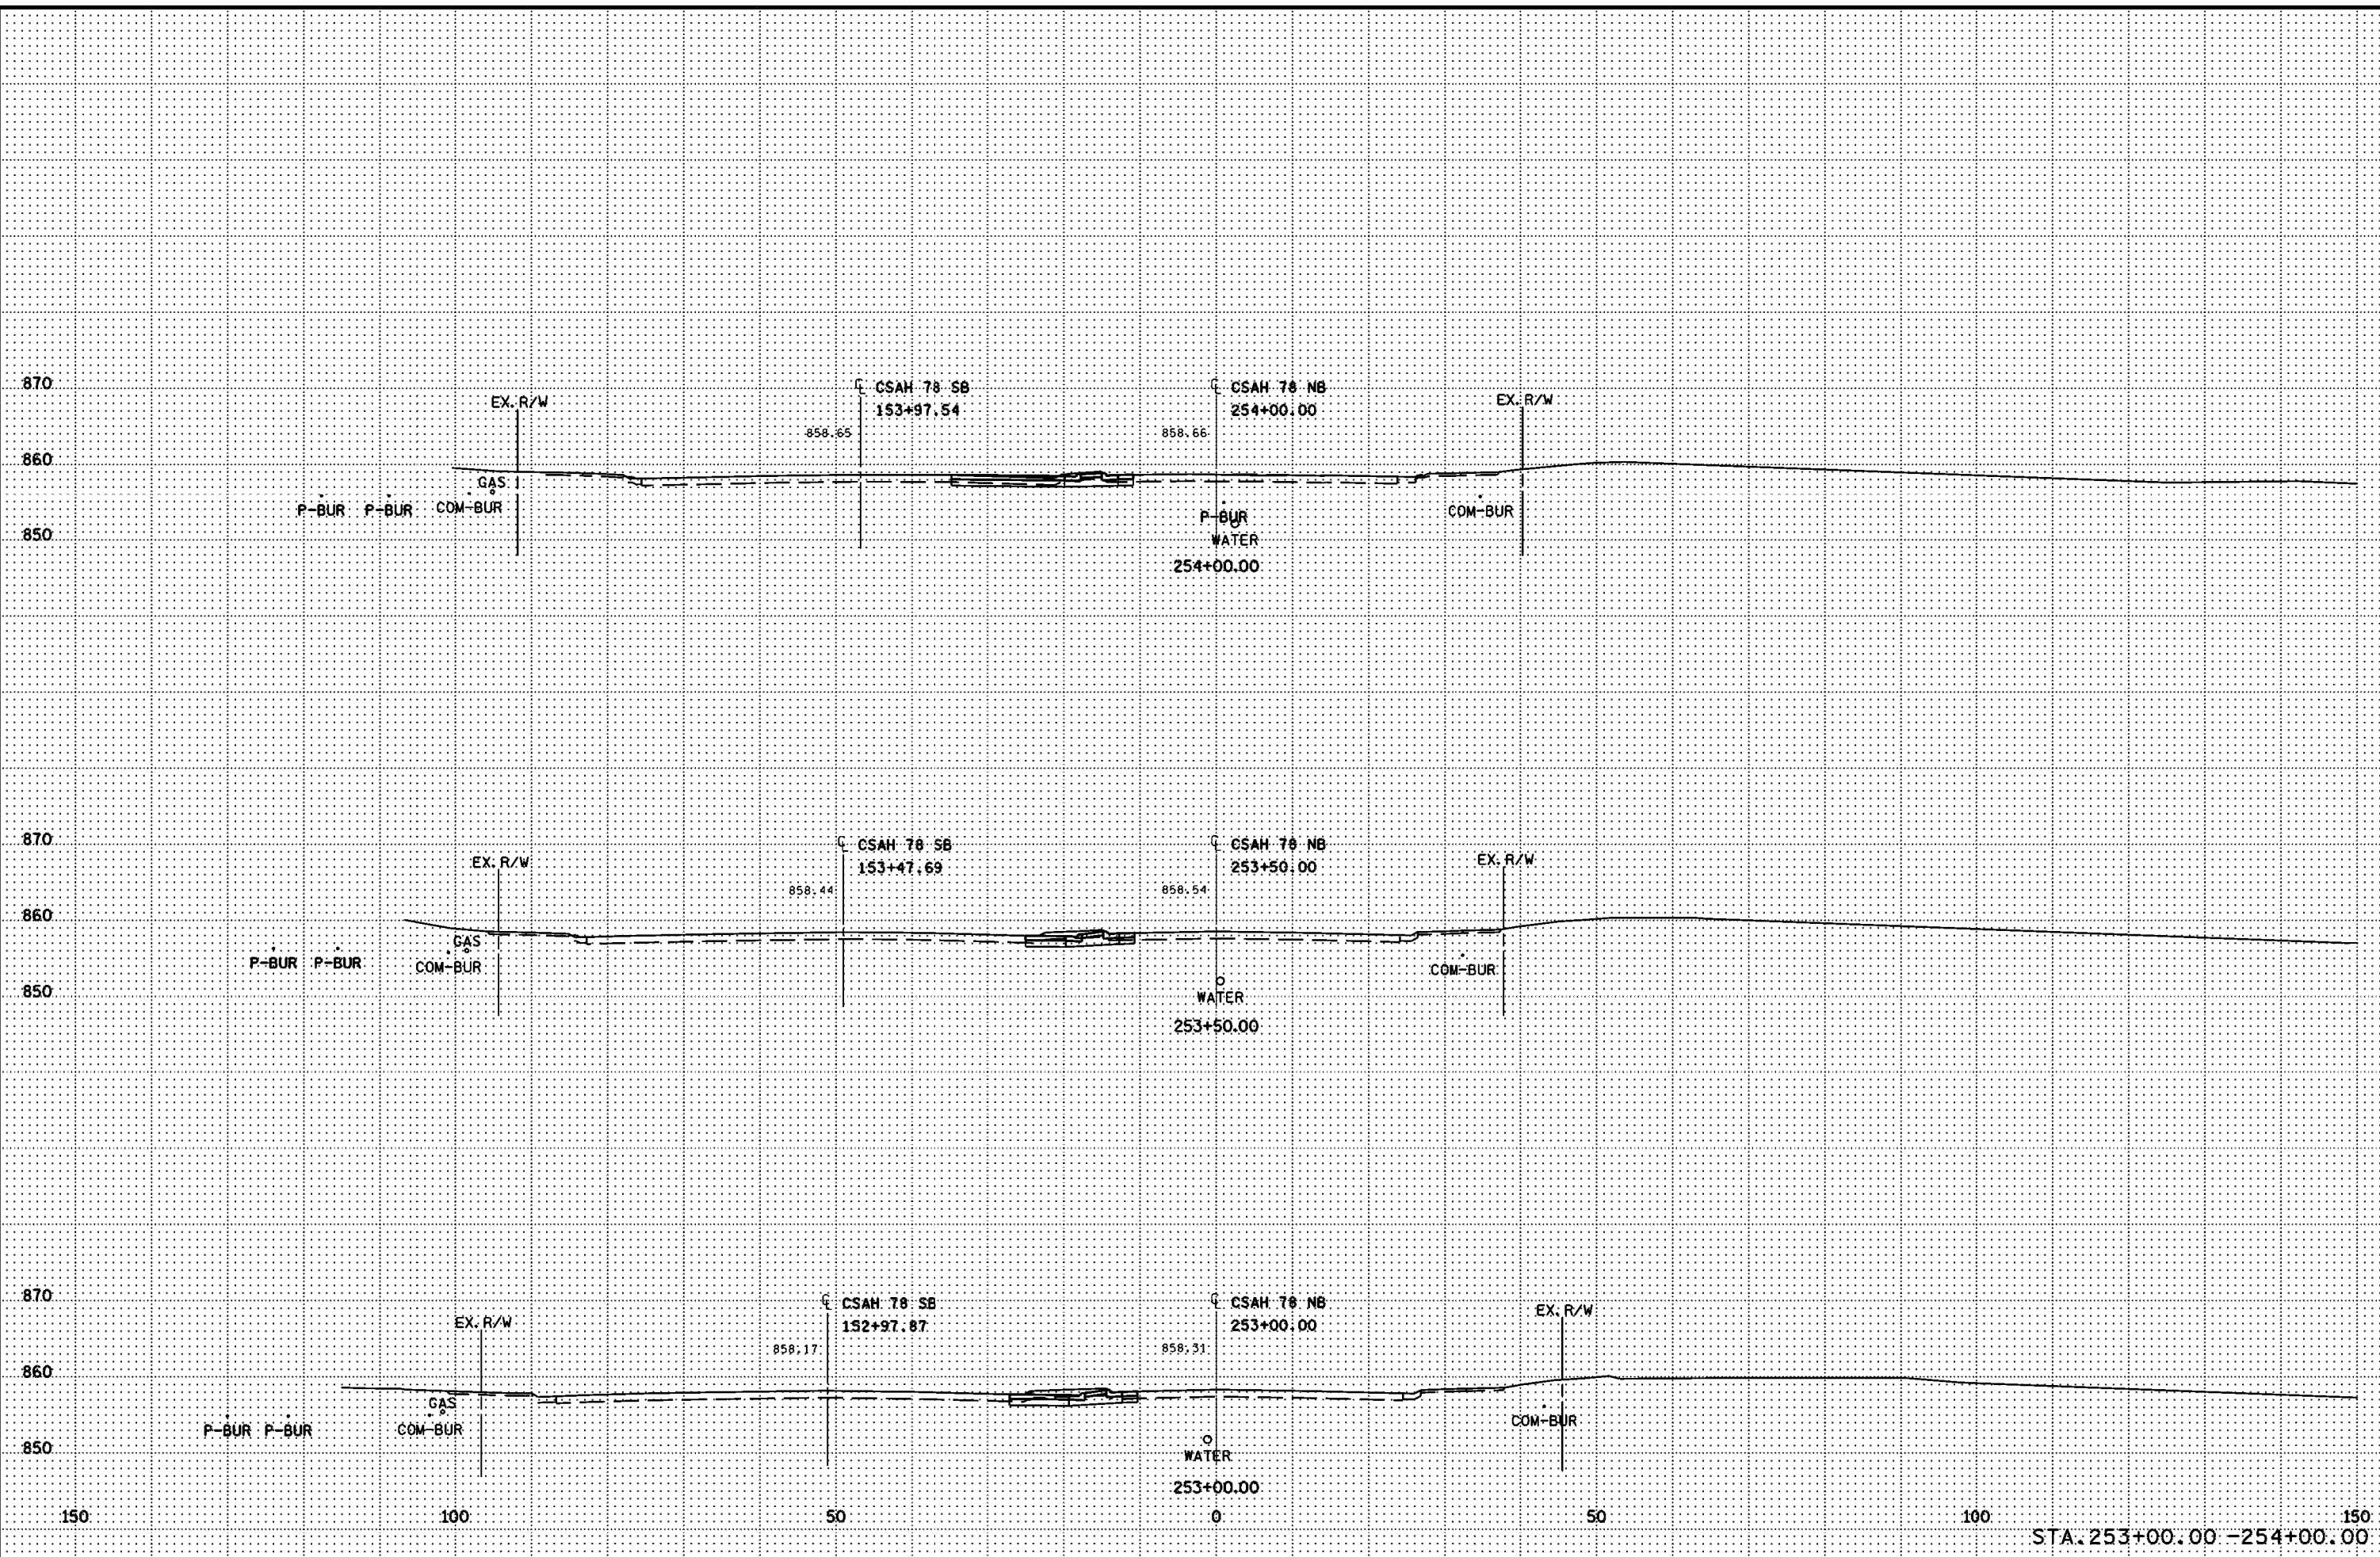 870 CSAH 78 SB CSAH 78 NB
EX.R/W 153+97.54 254+00.00 EX.R/W
858.65 858.66
860
GAS
P-BUR P-BUR COM-BUR P-BUR COM-BUR
850 WATER
254+00.00
870 CSAH 78 SB CSAH 78 NB
EX.R/W 153+47.69 253+50.00 EX.R/W
858.44 858.54
860
GAS
P-BUR P-BUR COM-BUR COM-BUR
850 WATER
253+50.00
870 CSAH 78 SB CSAH 78 NB EX.R/W
EX.R/W 152+97.87 253+00.00
858.17 858.31
860
GAS
P-BUR P-BUR COM-BUR COM-BUR
850 WATER
253+00.00
150 100 50 0 50 100 150
STA.253+00.00 -254+00.00